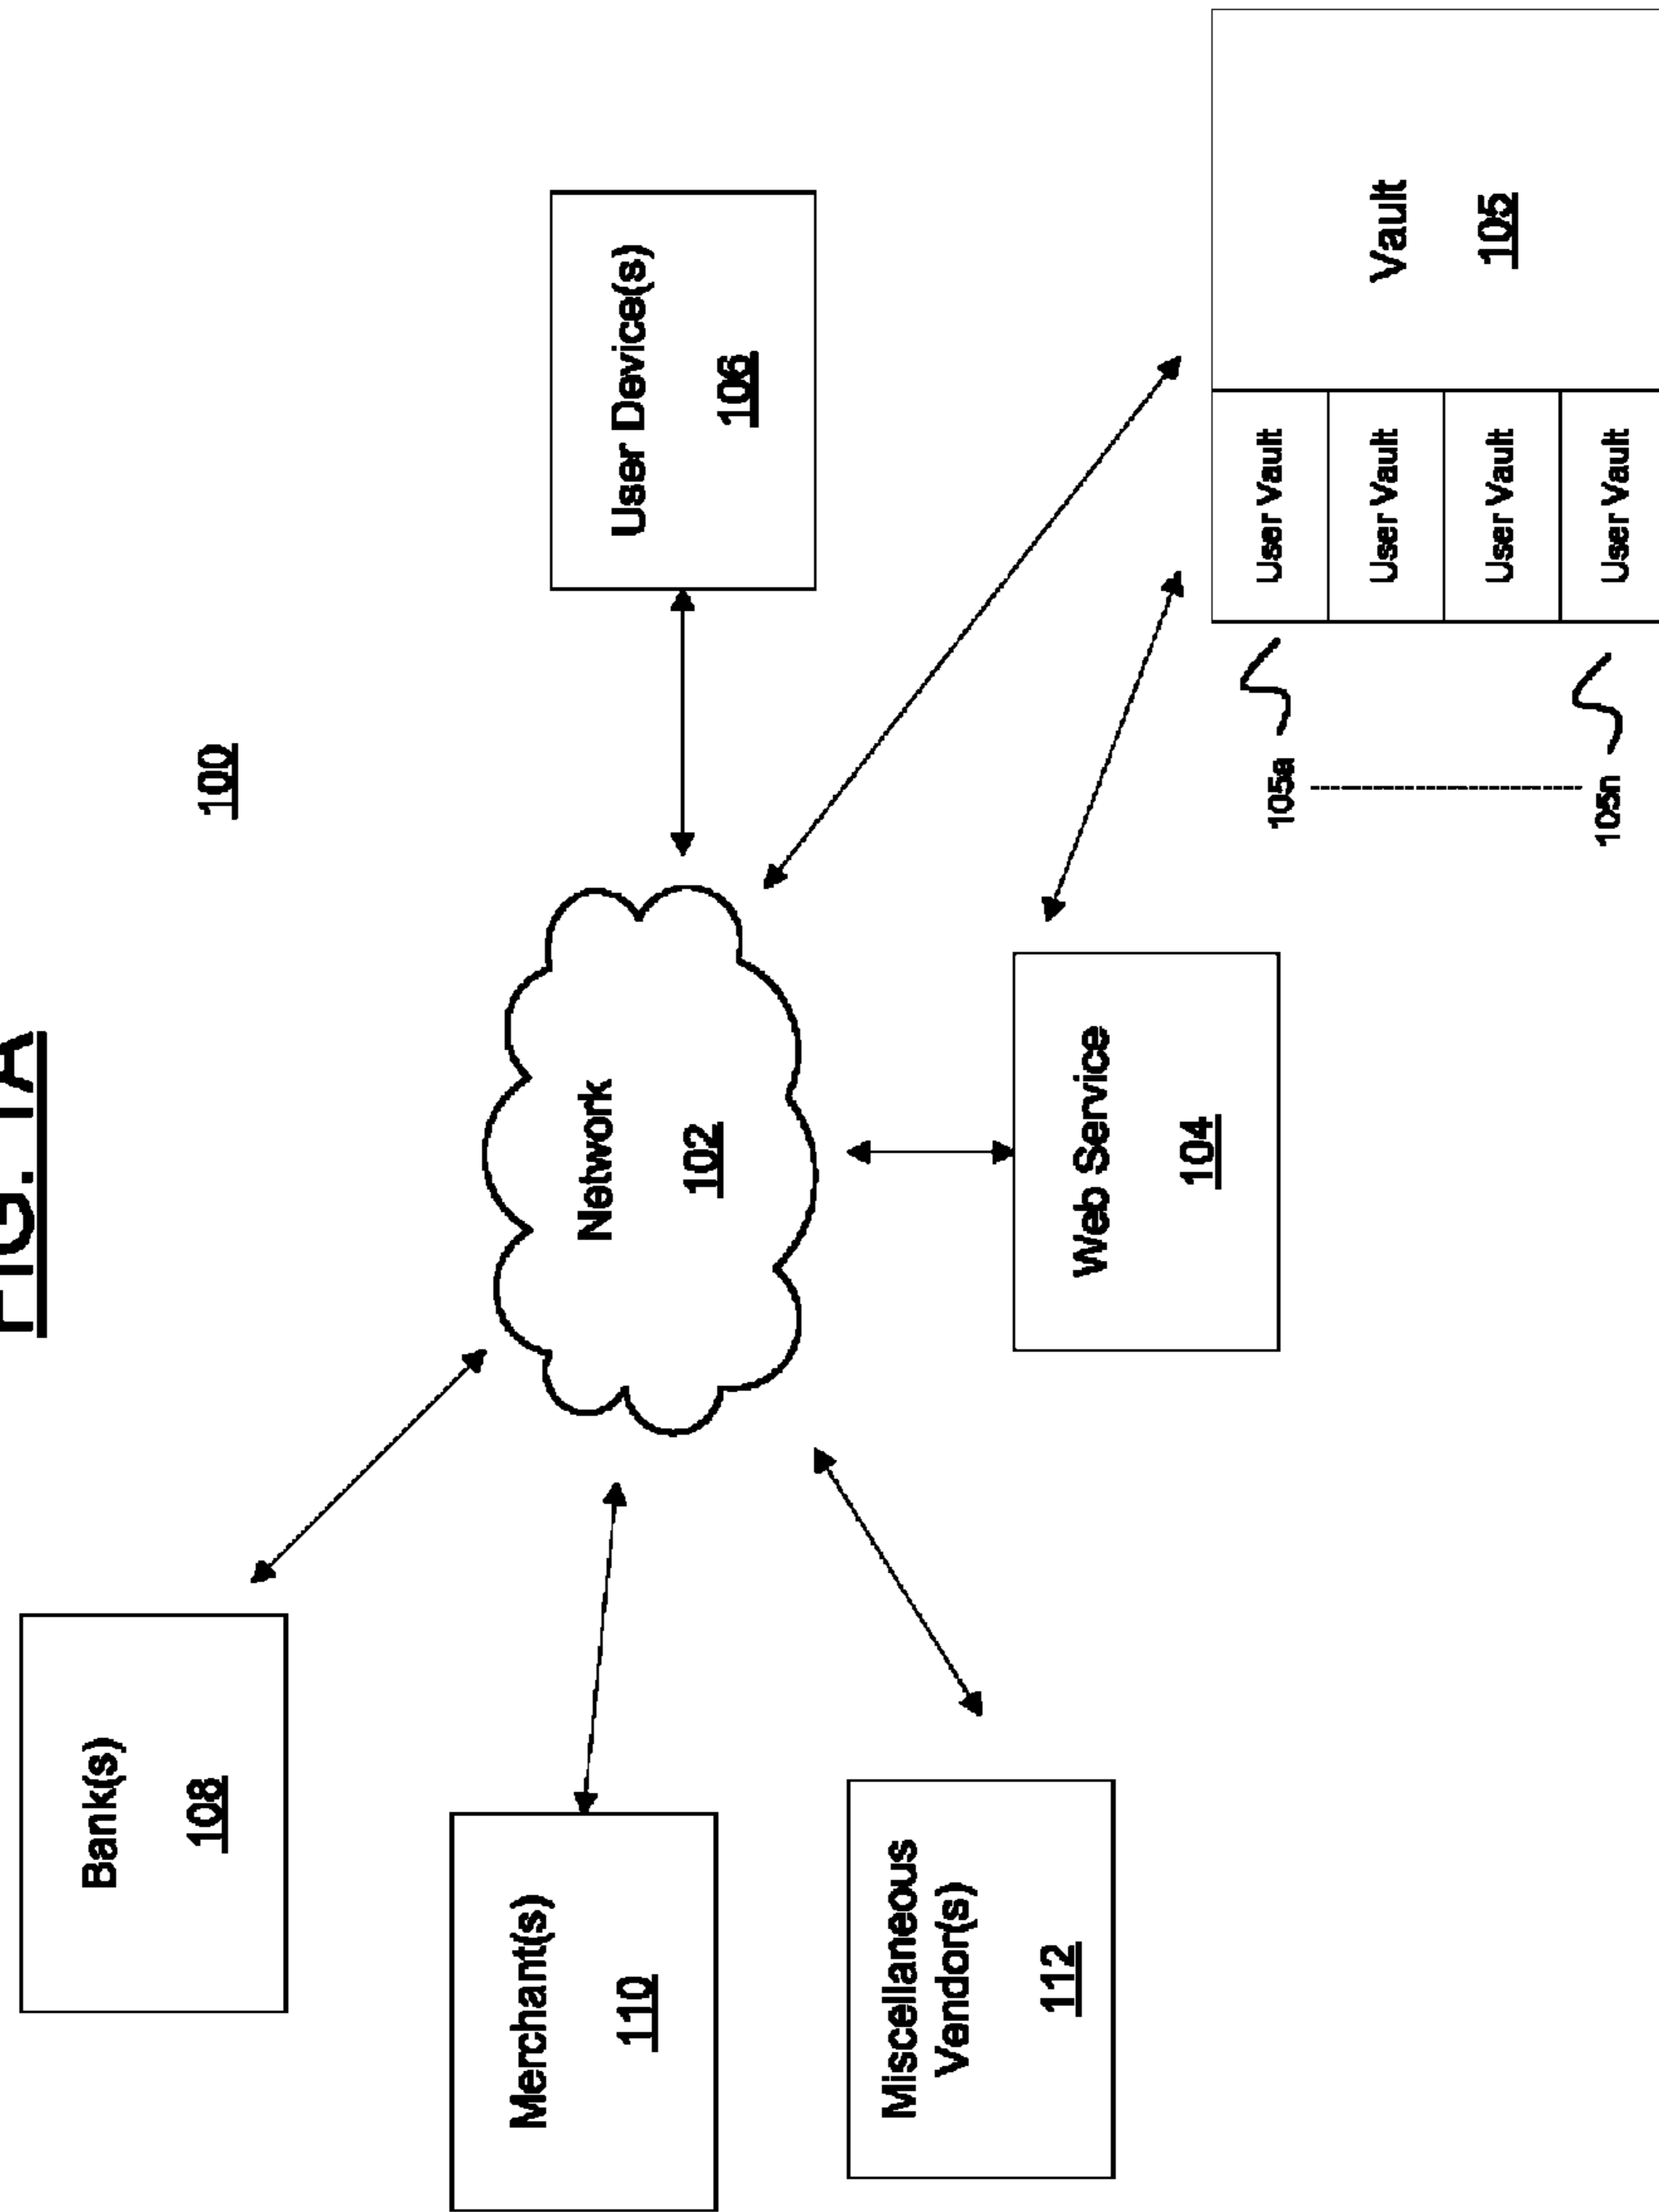 FIG. 1A
100
Bank(s)
108
Merchant(s)
110
Miscellaneous
Vendor(s)
112
Network
102
User Device(s)
106
Web Service
104
Vault
105
User Vault
User Vault
User Vault
User Vault
105a
105n